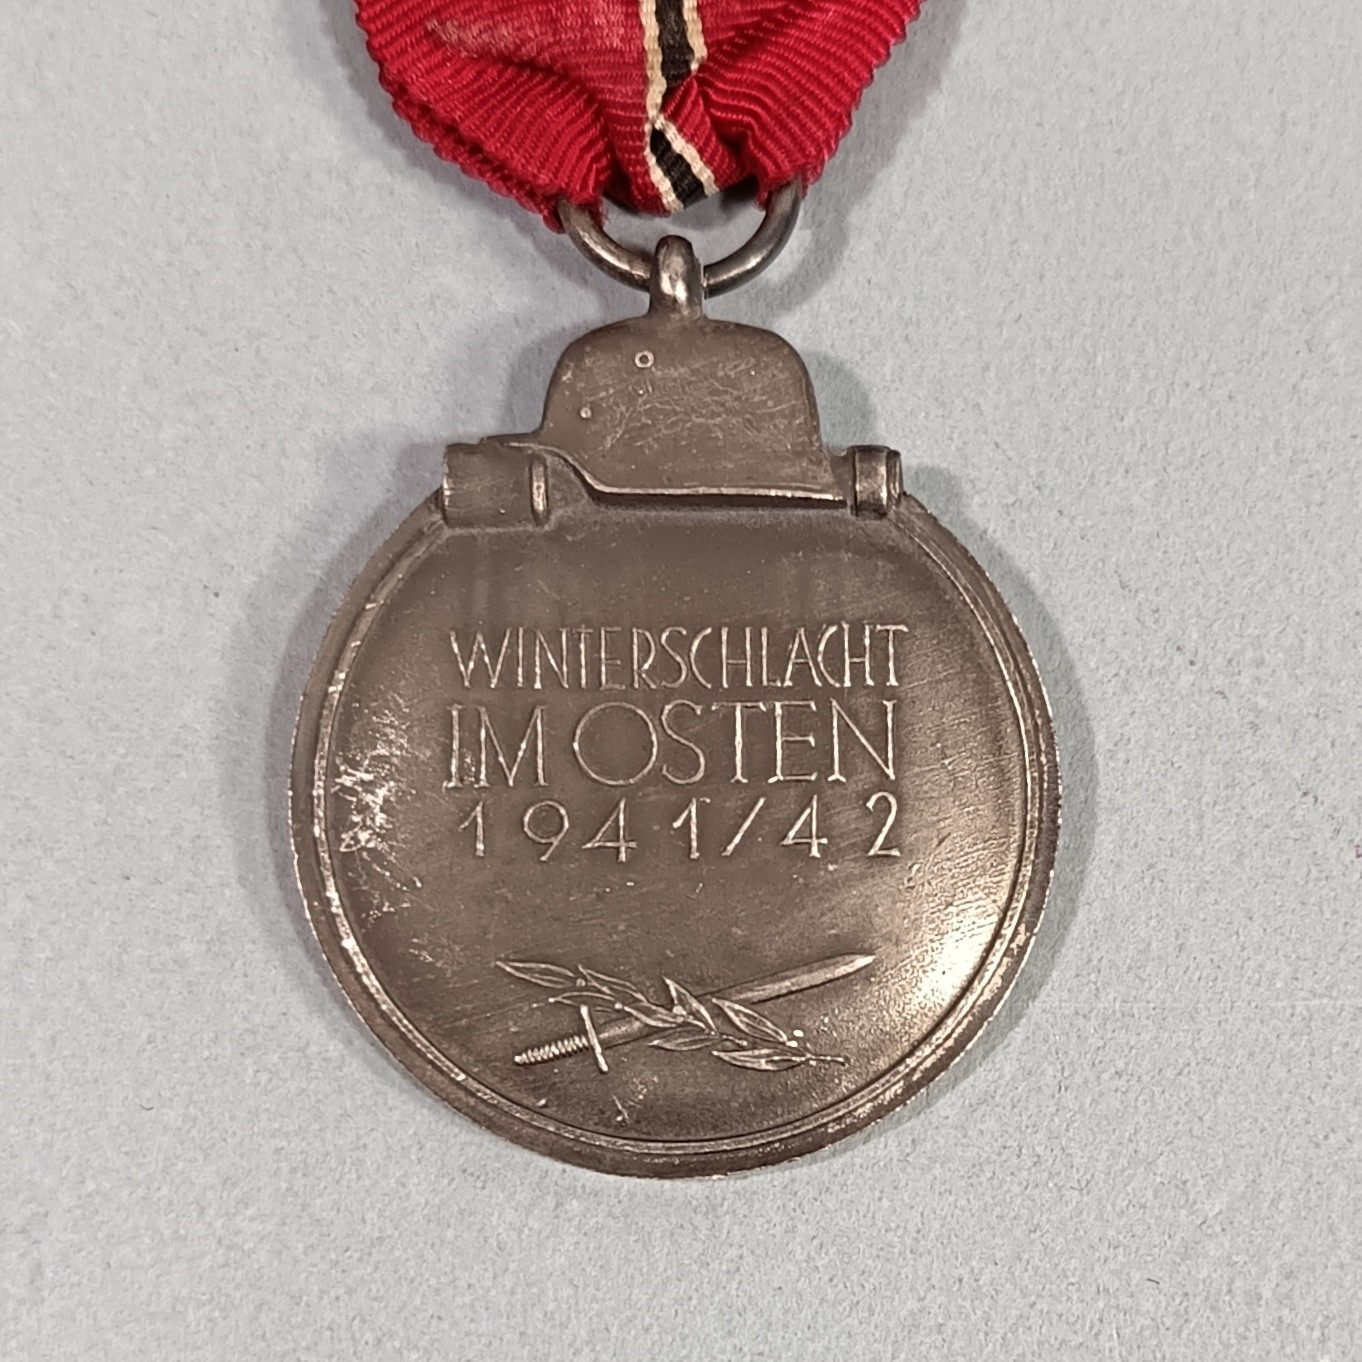 WINTERSCHLACHT
IM OSTEN
1941/42